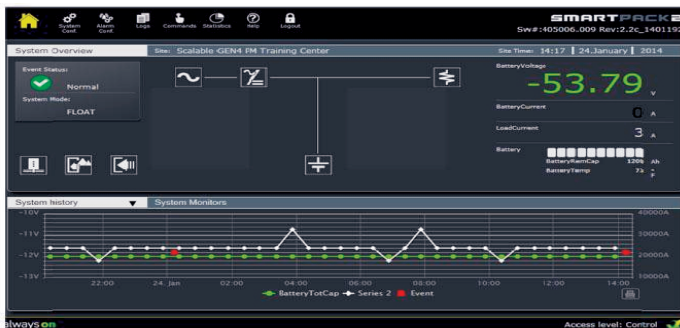 SMARTPACK2
System Conf.
Alarm Conf.
Logs
Commands
Statistics
Help
Logout
Sw#:405006.009 Rev:2.2c_1401192
System Overview
Site: Scalable GEN4 FM Training Center
Site Time: 14:17 | 24.January | 2014
Event Status:
Normal
System Mode:
FLOAT
BatteryVoltage
-53.79 V
BatteryCurrent
0 A
LoadCurrent
3 A
Battery
BatteryRemCap 120% Ah
BatteryTemp
System history
System Monitors
-10V 40000A
-11V 30000A
-12V 20000A
-13V 10000A
22:00 24. Jan 02:00 04:00 06:00 08:00 10:00 12:00 14:00
BatteryTotCap Series 2 Event
always on
Access level: Control